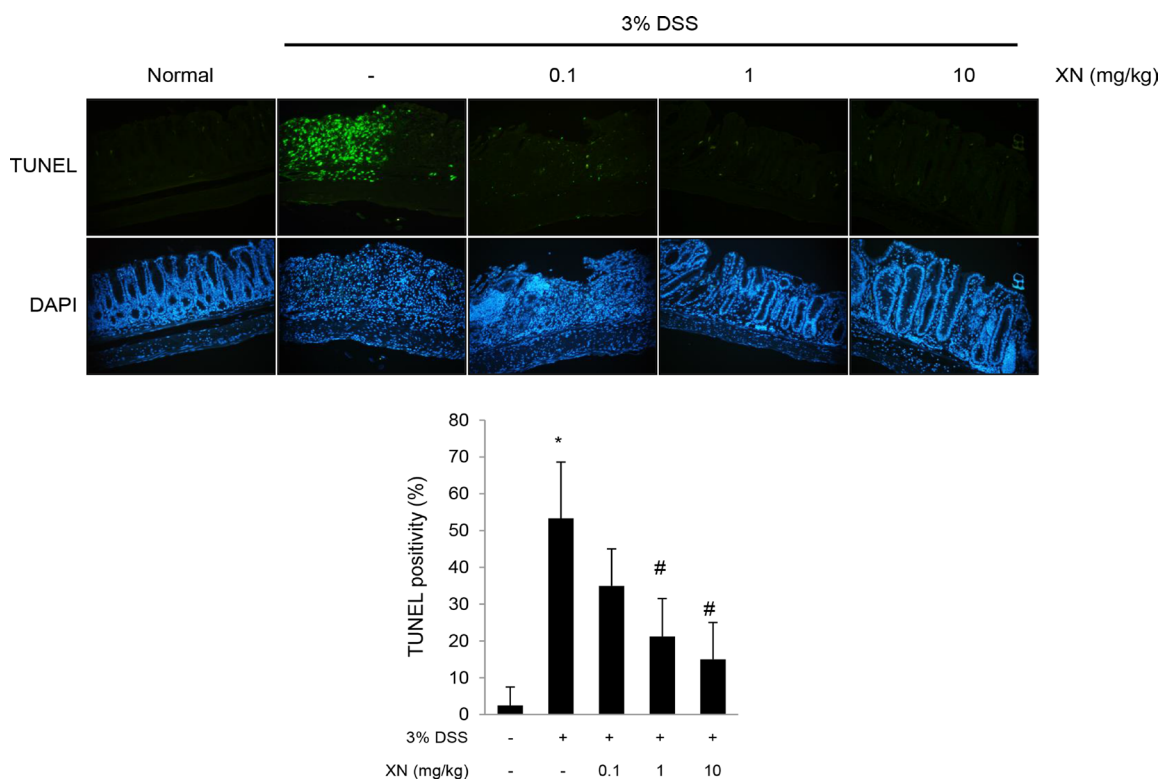 3% DSS
Normal - 0.1 1 10 XN (mg/kg)
TUNEL
DAPI
80
70
60
50
40
30
20
10
0
TUNEL positivity (%)
*
#
#
3% DSS - + + + +
XN (mg/kg) - - 0.1 1 10